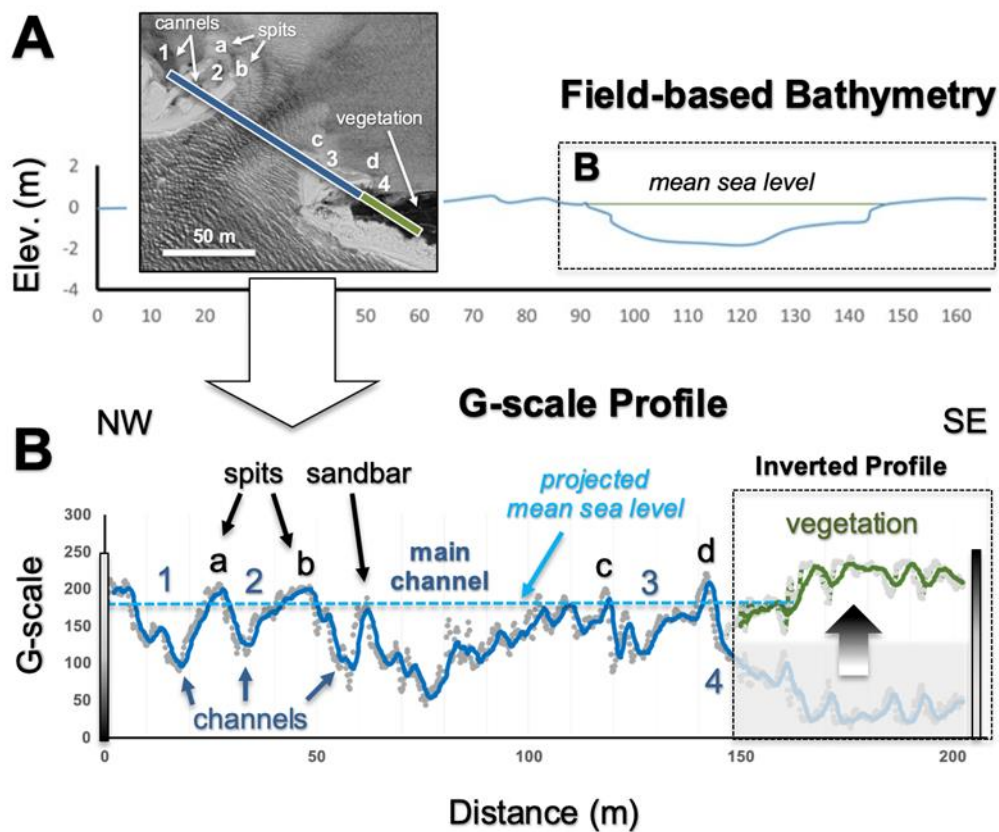 A
cannels
a
spits
1
2
b
vegetation
c
3
d
4
50 m
Field-based Bathymetry
B
mean sea level
Elev. (m)
2
0
-2
-4
0 10 20 50 60 70 80 90 100 110 120 130 140 150 160
G-scale Profile
NW
SE
B
spits
sandbar
projected
mean sea level
Inverted Profile
vegetation
main
channel
a
b
c
d
1
2
3
4
channels
G-scale
300
250
200
150
100
50
0
0 50 100 150 200
Distance (m)